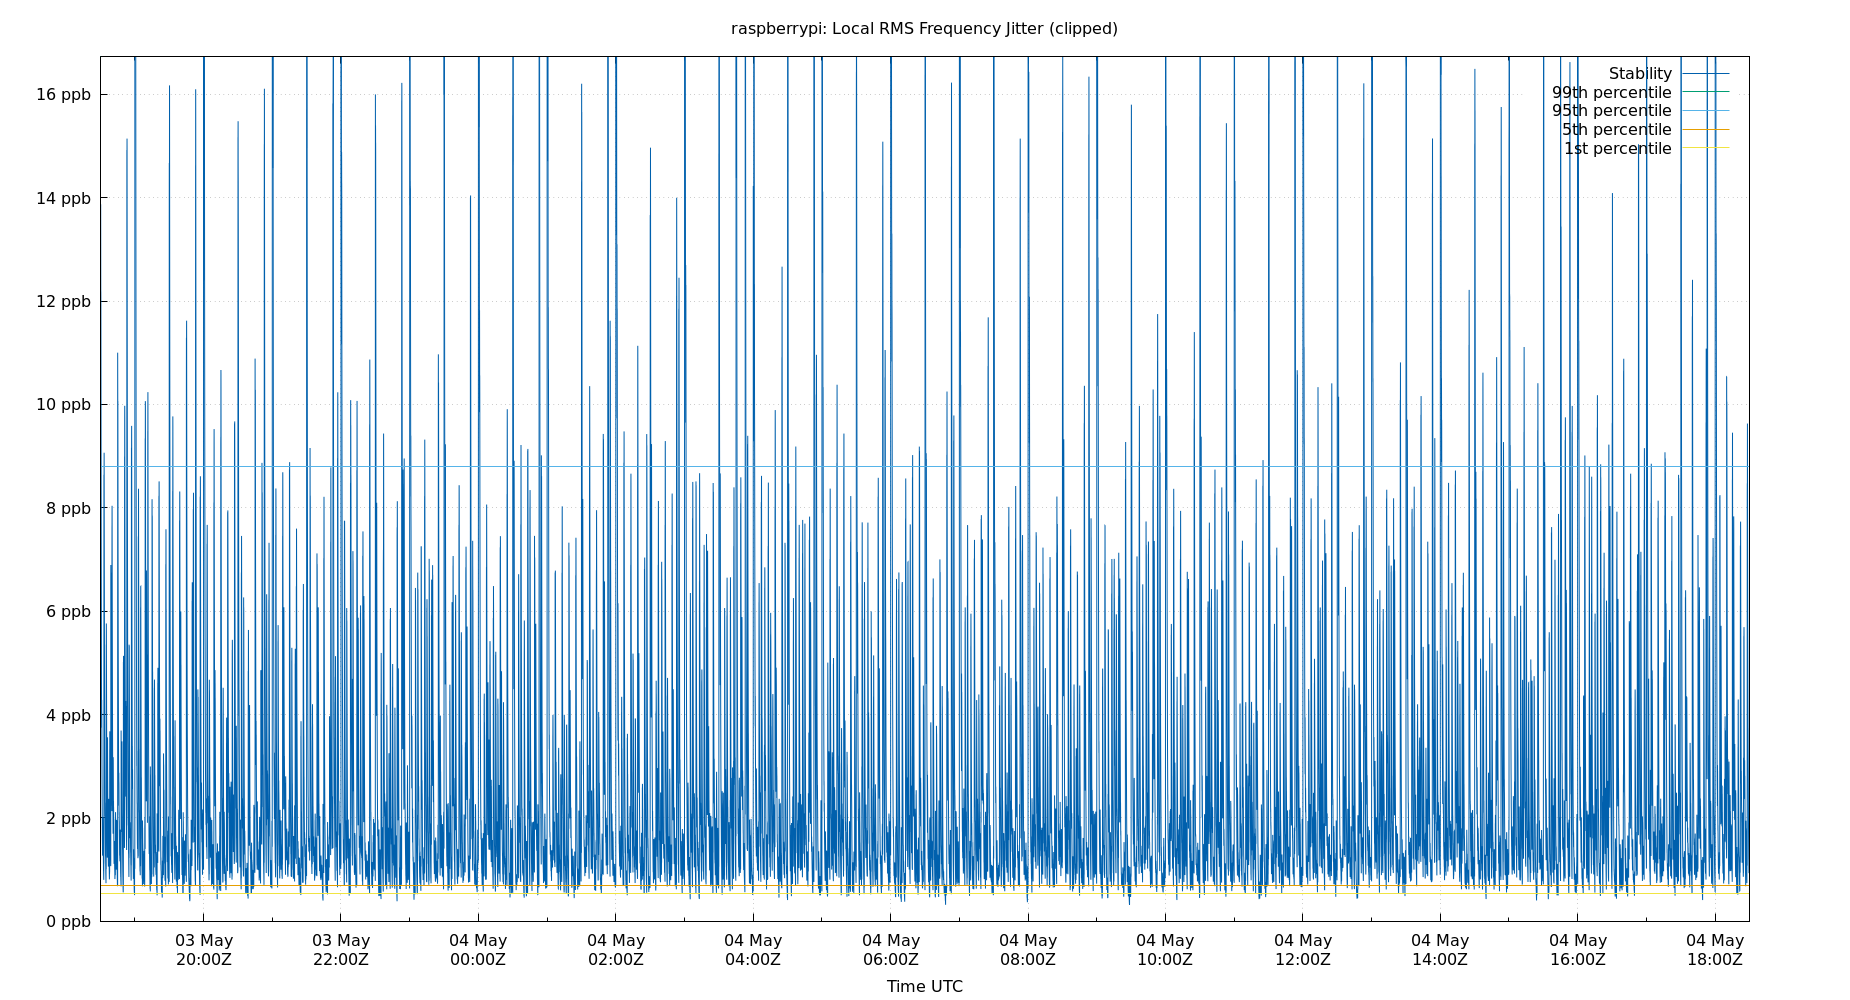 raspberrypi: Local RMS Frequency Jitter (clipped)
Stability
99th percentile
95th percentile
5th percentile
1st percentile
16 ppb
14 ppb
12 ppb
10 ppb
8 ppb
6 ppb
4 ppb
2 ppb
0 ppb
03 May 03 May 04 May 04 May 04 May 04 May 04 May 04 May 04 May 04 May 04 May 04 May
20:00Z 22:00Z 00:00Z 02:00Z 04:00Z 06:00Z 08:00Z 10:00Z 12:00Z 14:00Z 16:00Z 18:00Z
Time UTC